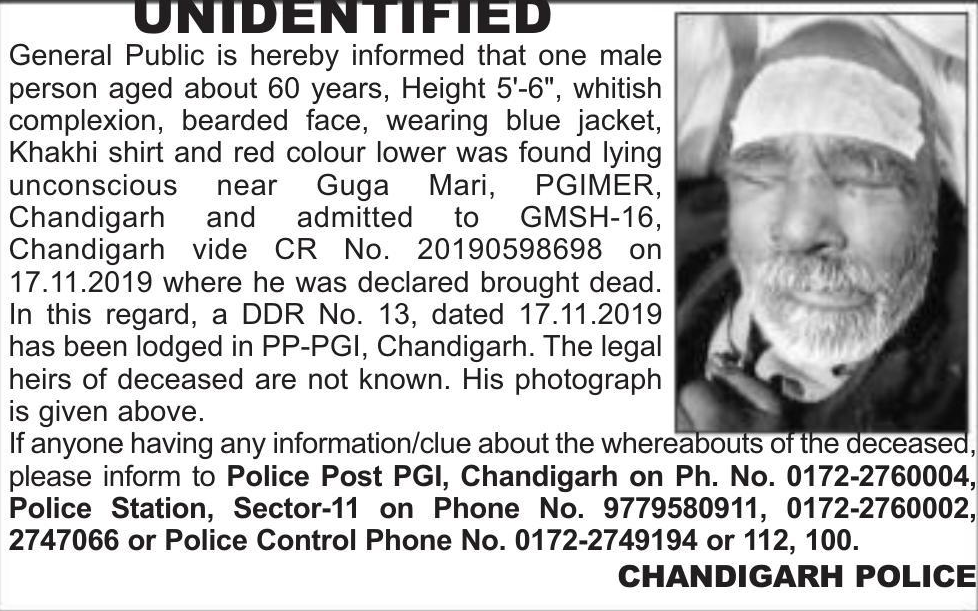 UNIDENTIFIED
General Public is hereby informed that one male
person aged about 60 years, Height 5'-6", whitish
complexion, bearded face, wearing blue jacket,
Khakhi shirt and red colour lower was found lying
unconscious near Guga Mari, PGIMER,
Chandigarh and admitted to GMSH-16,
Chandigarh vide CR No. 20190598698 on
17.11.2019 where he was declared brought dead.
In this regard, a DDR No. 13, dated 17.11.2019
has been lodged in PP-PGI, Chandigarh. The legal
heirs of deceased are not known. His photograph
is given above.
If anyone having any information/clue about the whereabouts of the deceased,
please inform to Police Post PGI, Chandigarh on Ph. No. 0172-2760004,
Police Station, Sector-11 on Phone No. 9779580911, 0172-2760002,
2747066 or Police Control Phone No. 0172-2749194 or 112, 100.
CHANDIGARH POLICE